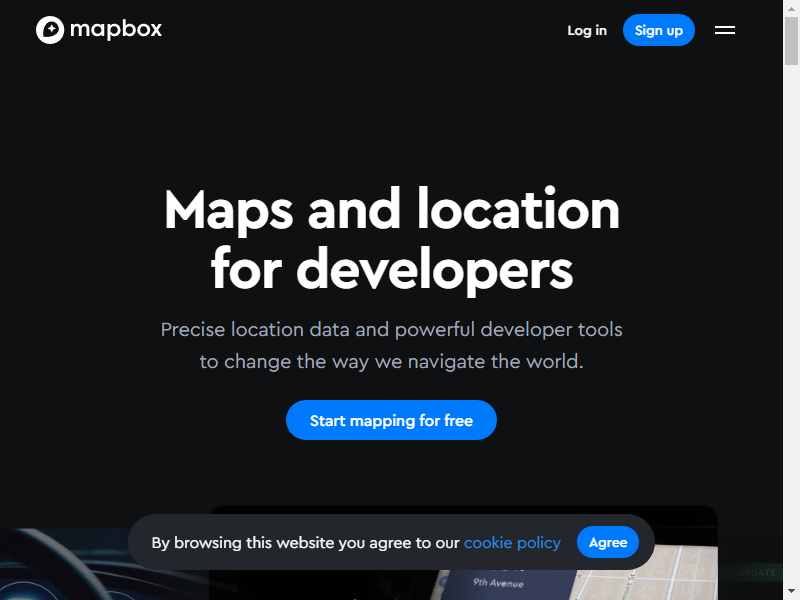 mapbox
Log in
Sign up
Maps and location
for developers
Precise location data and powerful developer tools
to change the way we navigate the world.
Start mapping for free
By browsing this website you agree to our cookie policy
Agree
9th Avenue
UPDATE